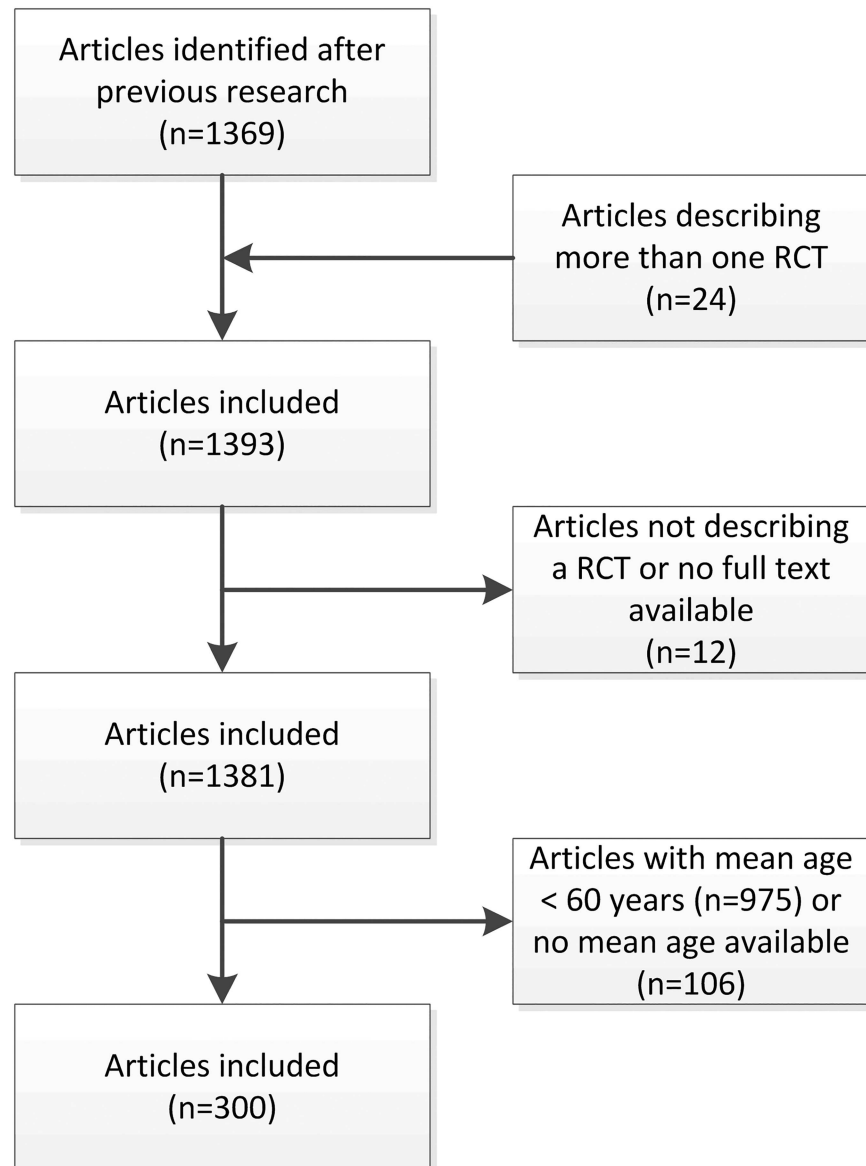 Articles identified after
previous research
(n=1369)
Articles describing
more than one RCT
(n=24)
Articles included
(n=1393)
Articles not describing
a RCT or no full text
available
(n=12)
Articles included
(n=1381)
Articles with mean age
< 60 years (n=975) or
no mean age available
(n=106)
Articles included
(n=300)